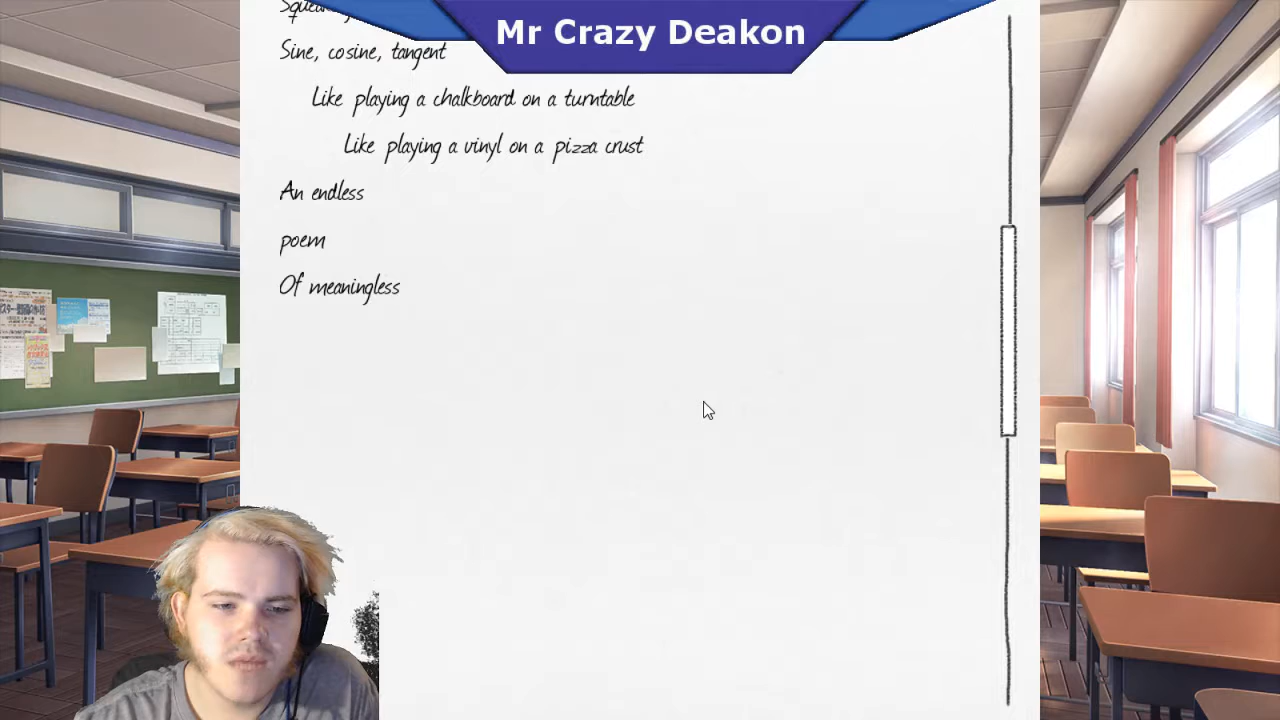 Mr Crazy Deakon
Sine, cosine, tangent
Like playing a chalkboard on a turntable
Like playing a vinyl on a pizza crust
An endless
poem
Of meaningless